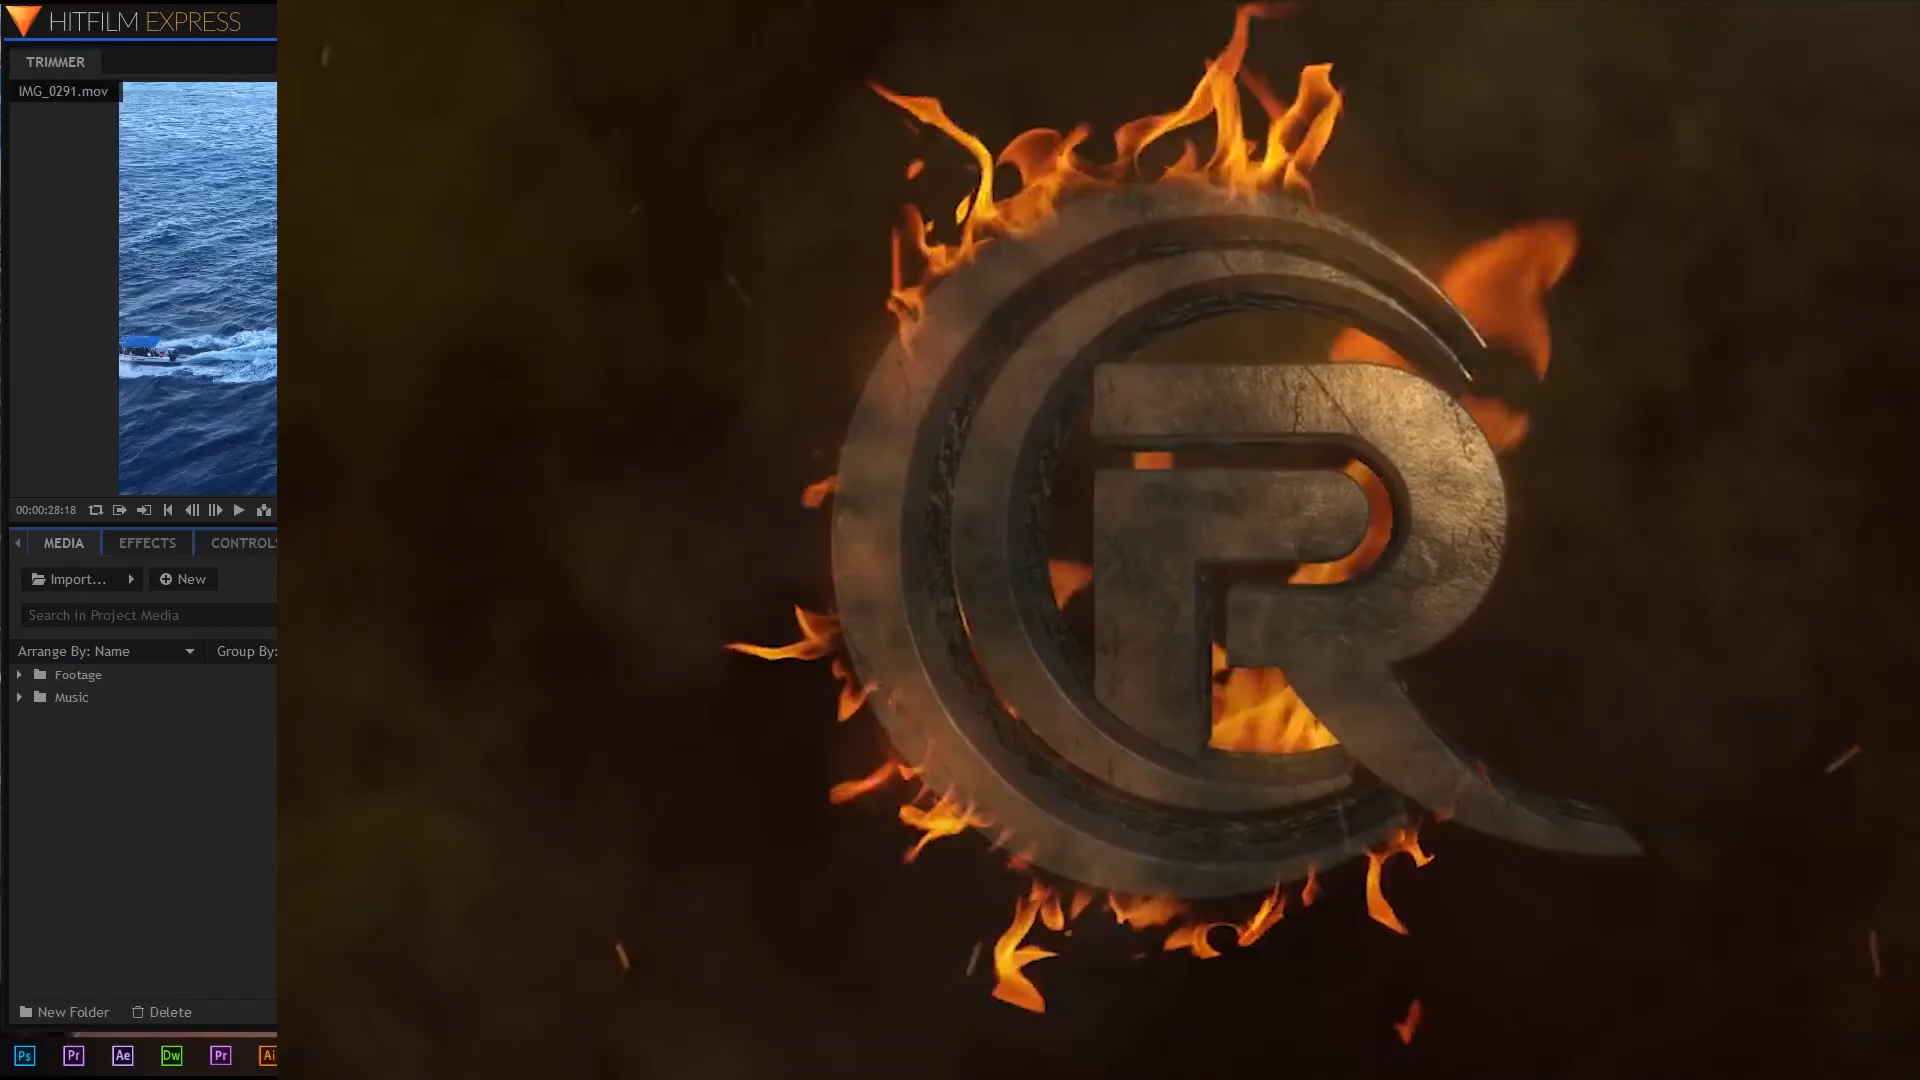 HITFILM EXPRESS
TRIMMER
IMG_0291.mov
00:00:28:18
MEDIA EFFECTS CONTROLS
Import... New
Search in Project Media
Arrange By: Name Group By:
Footage
Music
New Folder Delete
Ps Pr Ae Dw Pr Ai
R